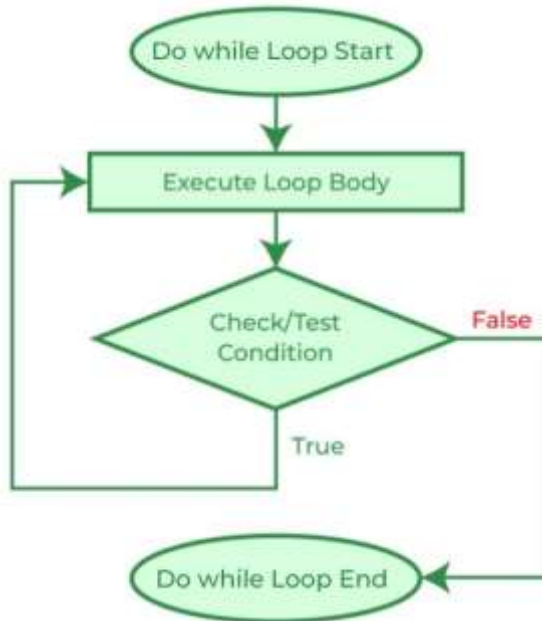 Do while Loop Start
Execute Loop Body
Check/Test
Condition
False
True
Do while Loop End